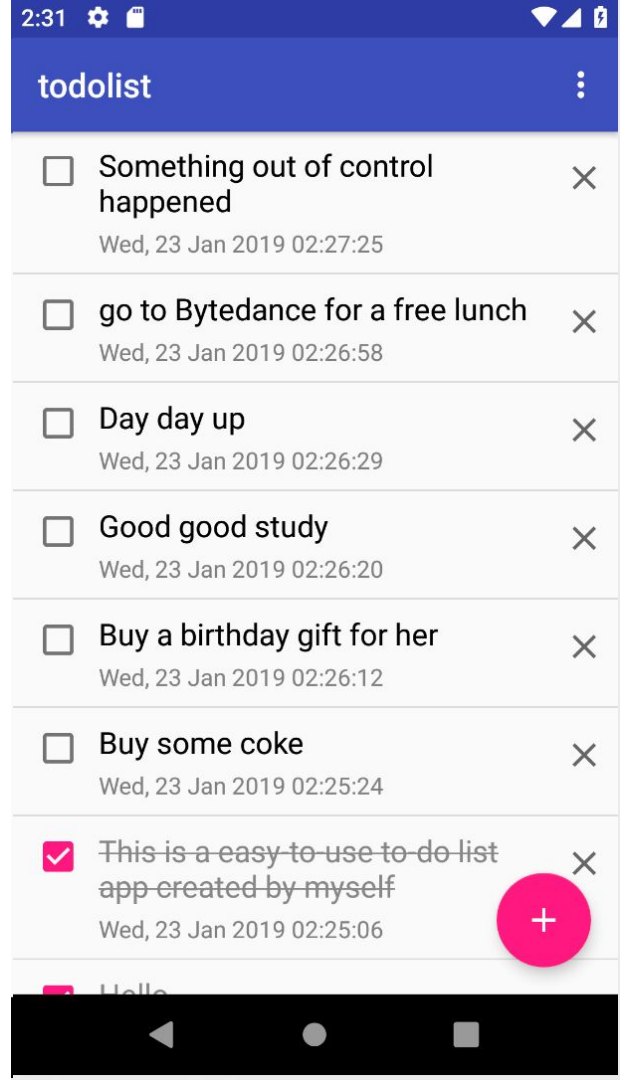 2:31
todolist
Something out of control
happened
Wed, 23 Jan 2019 02:27:25
go to Bytedance for a free lunch
Wed, 23 Jan 2019 02:26:58
Day day up
Wed, 23 Jan 2019 02:26:29
Good good study
Wed, 23 Jan 2019 02:26:20
Buy a birthday gift for her
Wed, 23 Jan 2019 02:26:12
Buy some coke
Wed, 23 Jan 2019 02:25:24
This is a easy-to-use to-do list
app created by myself
Wed, 23 Jan 2019 02:25:06
Hello